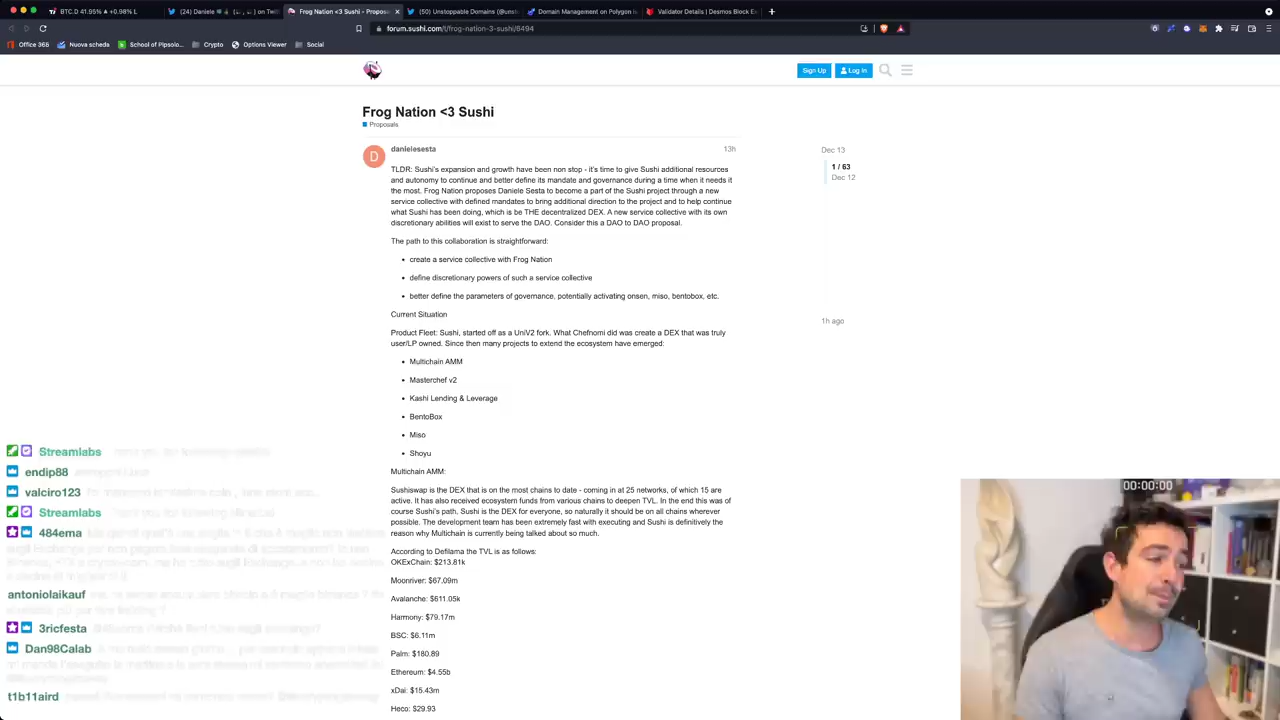 BTC.D 41.95% ▲ +0.98% L
(24) Daniele
on Twit
Frog Nation <3 Sushi - Proposa
(50) Unstoppable Domains (@uns
Domain Management on Polygon i
Validator Details | Desmos Block Ex
forum.sushi.com/t/frog-nation-3-sushi/6494
Office 365
Nuova scheda
School of Pipsolo...
Crypto
Options Viewer
Social
Sign Up
Log In
Frog Nation <3 Sushi
Proposals
D
danielesesta
13h
TLDR: Sushi's expansion and growth have been non stop - it's time to give Sushi additional resources
and autonomy to continue and better define its mandate and governance during a time when it needs it
the most. Frog Nation proposes Daniele Sesta to become a part of the Sushi project through a new
service collective with defined mandates to bring additional direction to the project and to help continue
what Sushi has been doing, which is be THE decentralized DEX. A new service collective with its own
discretionary abilities will exist to serve the DAO. Consider this a DAO to DAO proposal.
The path to this collaboration is straightforward:
• create a service collective with Frog Nation
• define discretionary powers of such a service collective
• better define the parameters of governance, potentially activating onsen, miso, bentobox, etc.
Current Situation
Product Fleet: Sushi, started off as a UniV2 fork. What Chefnomi did was create a DEX that was truly
user/LP owned. Since then many projects to extend the ecosystem have emerged:
• Multichain AMM
• Masterchef v2
• Kashi Lending & Leverage
• BentoBox
• Miso
• Shoyu
Multichain AMM:
Sushiswap is the DEX that is on the most chains to date - coming in at 25 networks, of which 15 are
active. It has also received ecosystem funds from various chains to deepen TVL. In the end this was of
course Sushi's path, Sushi is the DEX for everyone, so naturally it should be on all chains wherever
possible. The development team has been extremely fast with executing and Sushi is definitively the
reason why Multichain is currently being talked about so much.
According to Defilama the TVL is as follows:
OKExChain: $213.81k
Moonriver: $67.09m
Avalanche: $611.05k
Harmony: $79.17m
BSC: $6.11m
Palm: $180.89
Ethereum: $4.55b
xDai: $15.43m
Heco: $29.93
Dec 13
1 / 63
Dec 12
1h ago
Streamlabs
endip88
valciro123
Streamlabs
484ema
antoniolaikauf
3ricfesta
Dan98Calab
t1b11aird
00:00:00